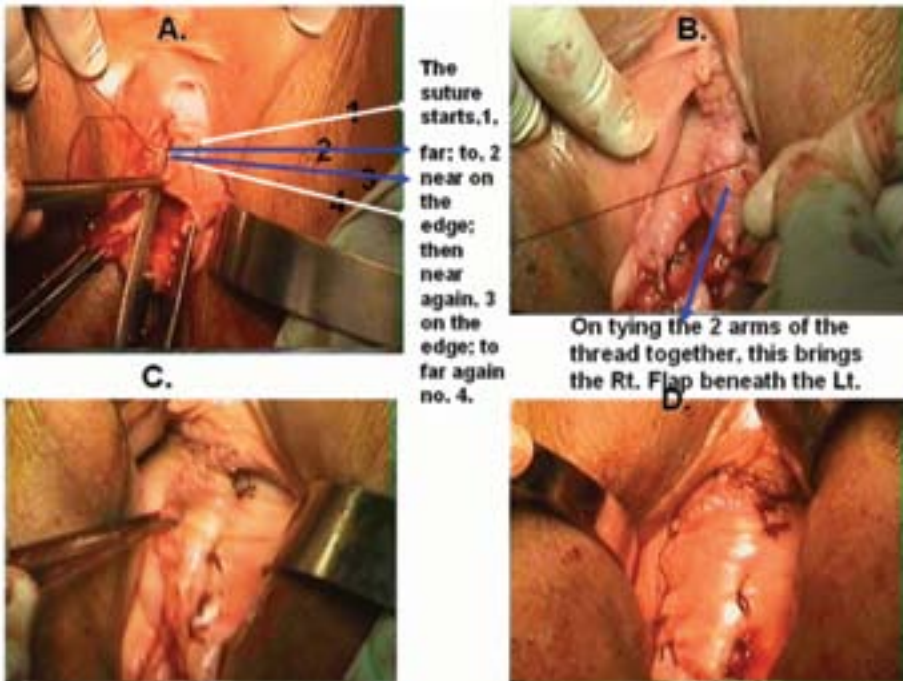 A.
1
2
3
4
The
suture
starts,1,
far; to, 2
near on
the
edge;
then
near
again, 3
on the
edge; to
far again
no. 4.
B.
On tying the 2 arms of the
thread together, this brings
the Rt. Flap beneath the Lt.
C.
D.